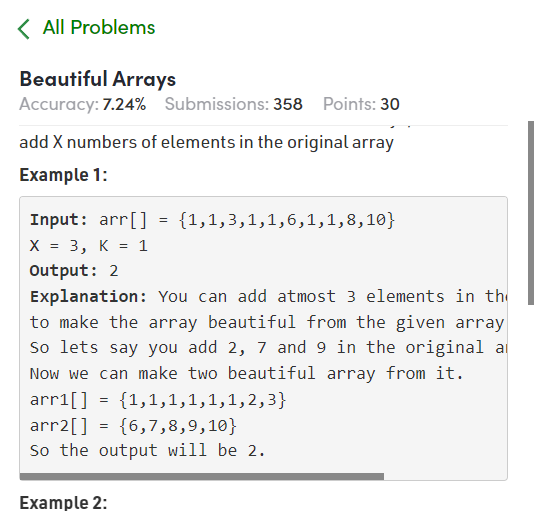 All Problems
Beautiful Arrays
Accuracy: 7.24% Submissions: 358 Points: 30
add X numbers of elements in the original array
Example 1:
Input: arr[] = {1,1,3,1,1,6,1,1,8,10}
X = 3, K = 1
Output: 2
Explanation: You can add atmost 3 elements in
to make the array beautiful from the given array
So lets say you add 2, 7 and 9 in the original
Now we can make two beautiful array from it.
arr1[] = {1,1,1,1,1,1,2,3}
arr2[] = {6,7,8,9,10}
So the output will be 2.
Example 2: